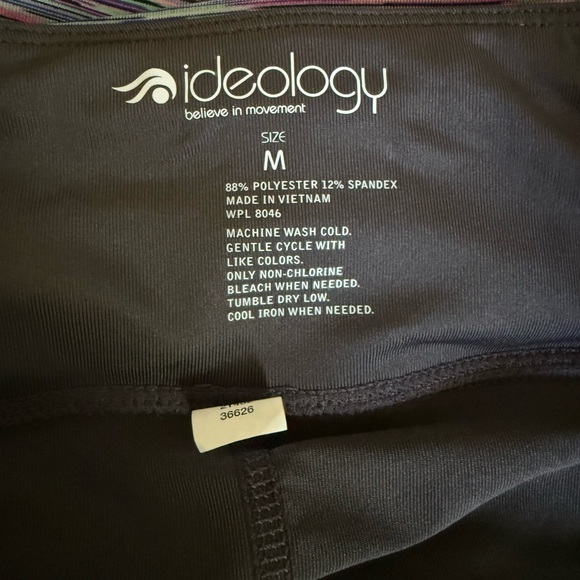 ideology
believe in movement
SIZE
M
88% POLYESTER 12% SPANDEX
MADE IN VIETNAM
WPL 8046
MACHINE WASH COLD.
GENTLE CYCLE WITH
LIKE COLORS.
ONLY NON-CHLORINE
BLEACH WHEN NEEDED.
TUMBLE DRY LOW.
COOL IRON WHEN NEEDED.
36626